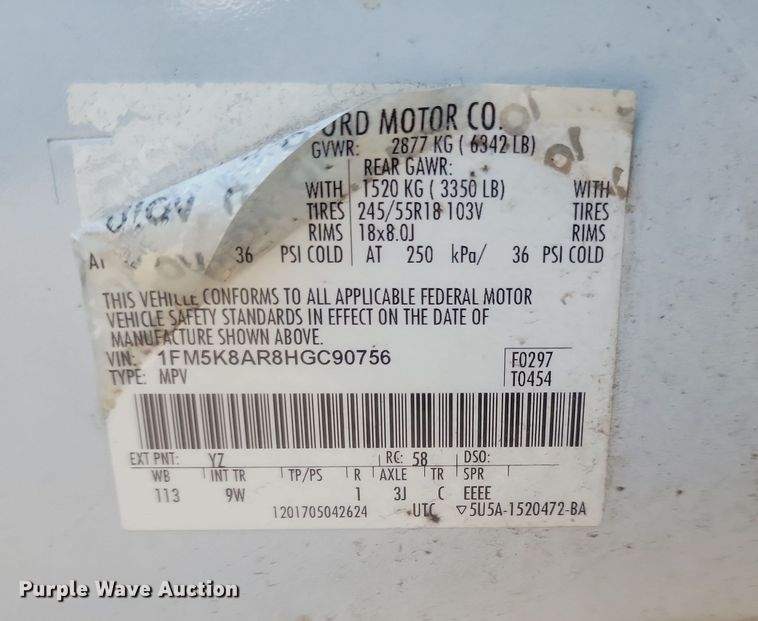 ORD MOTOR CO.
GVWR: 2877 KG ( 6342 LB)
REAR GAWR:
WITH 1520 KG ( 3350 LB) WITH
TIRES 245/55R18 103V TIRES
RIMS 18x8.0J RIMS
36 PSI COLD AT 250 kPa/ 36 PSI COLD
THIS VEHICLE CONFORMS TO ALL APPLICABLE FEDERAL MOTOR
VEHICLE SAFETY STANDARDS IN EFFECT ON THE DATE OF
MANUFACTURE SHOWN ABOVE.
VIN: 1FM5K8AR8HGC90756 F0297
TYPE: MPV T0454
EXT PNT: YZ RC: 58 DSO:
WB INT TR TP/PS R AXLE TR SPR
113 9W 1 3J C EEEE
1201705042624 UTC ▽5U5A-1520472-BA
Purple Wave Auction